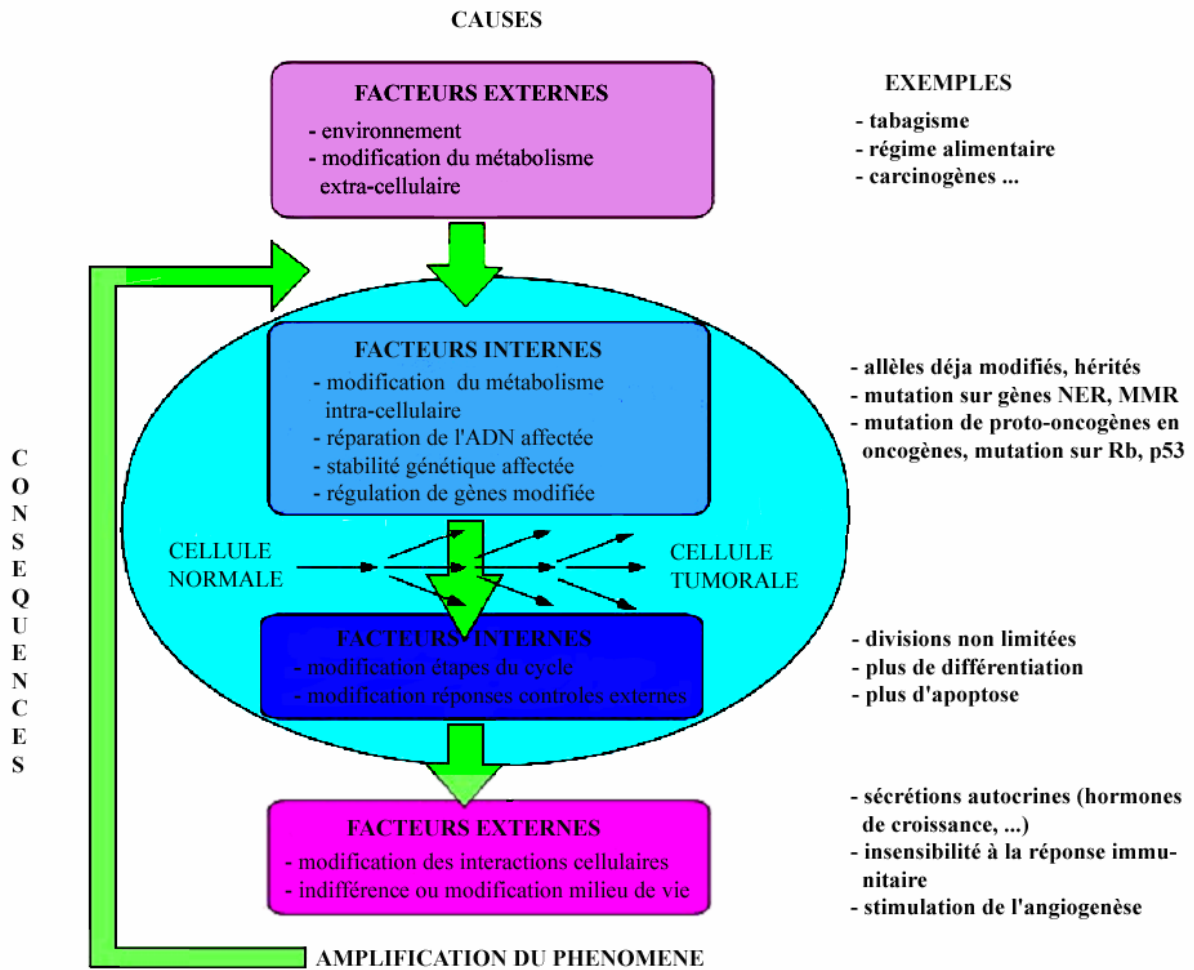 CAUSES
FACTEURS EXTERNES
- environnement
- modification du métabolisme
extra-cellulaire
EXEMPLES
- tabagisme
- régime alimentaire
- carcinogènes ...
FACTEURS INTERNES
- modification du métabolisme
intra-cellulaire
- réparation de l'ADN affectée
- stabilité génétique affectée
- régulation de gènes modifiée
- allèles déja modifiés, hérités
- mutation sur gènes NER, MMR
- mutation de proto-oncogènes en
oncogènes, mutation sur Rb, p53
CELLULE
NORMALE
CELLULE
TUMORALE
FACTEURS INTERNES
- modification étapes du cycle
- modification réponses controles externes
- divisions non limitées
- plus de différentiation
- plus d'apoptose
FACTEURS EXTERNES
- modification des interactions cellulaires
- indifférence ou modification milieu de vie
- sécrétions autocrines (hormones
de croissance, ...)
- insensibilité à la réponse immu-
nitaire
- stimulation de l'angiogenèse
CONSEQUENCES
AMPLIFICATION DU PHENOMENE